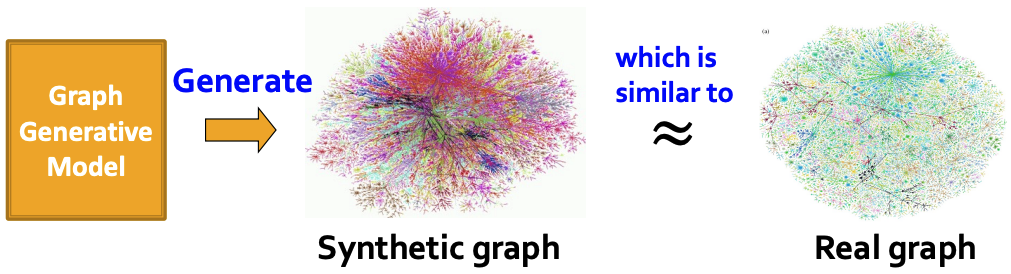 Graph
Generative
Model
Generate
which is
similar to
≈
(a)
Synthetic graph
Real graph